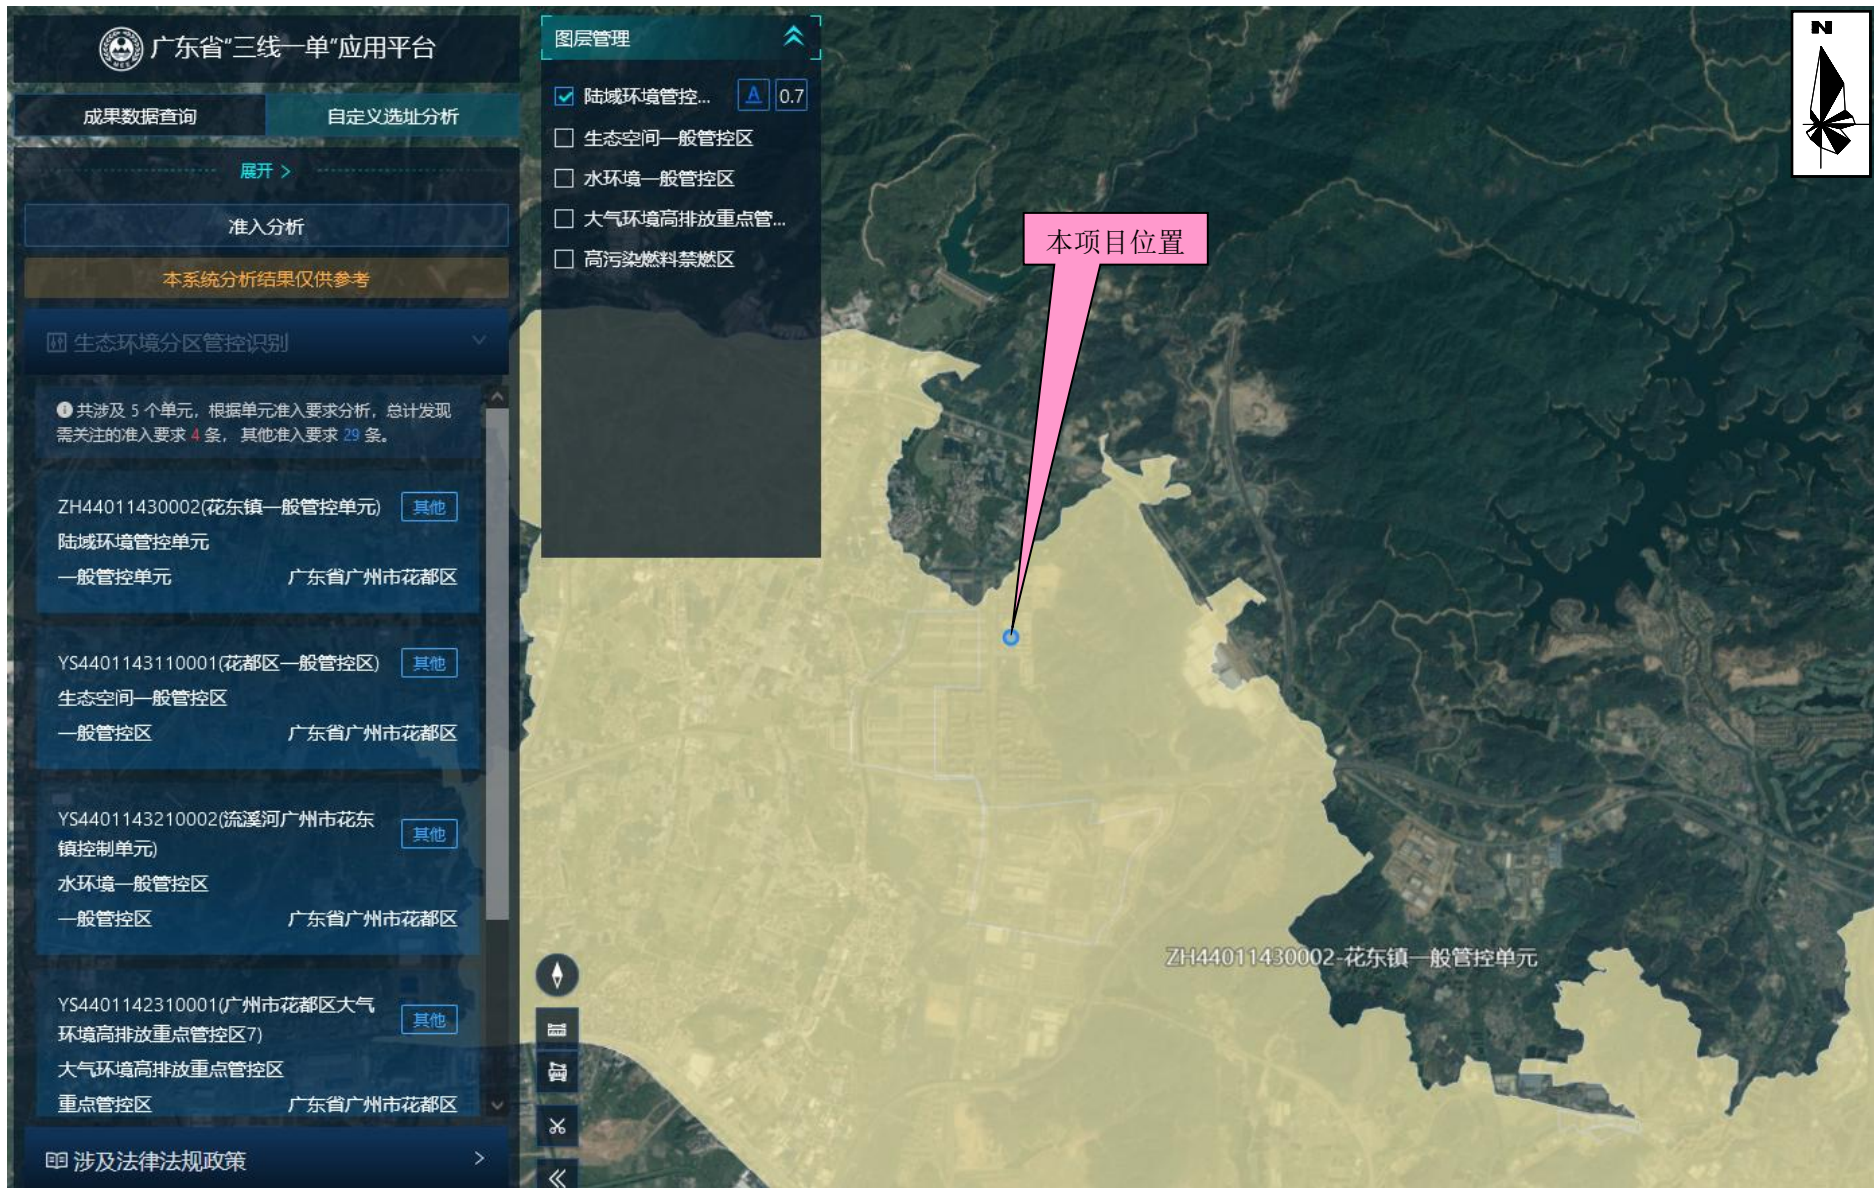 广东省“三线一单”应用平台
成果数据查询
自定义选址分析
展开 >
准入分析
本系统分析结果仅供参考
生态环境分区管控识别
共涉及 5 个单元，根据单元准入要求分析，总计发现
需关注的准入要求 4 条， 其他准入要求 29 条。
ZH44011430002(花东镇一般管控单元) 其他
陆域环境管控单元
一般管控单元 广东省广州市花都区
YS4401143110001(花都区一般管控区) 其他
生态空间一般管控区
一般管控区 广东省广州市花都区
YS4401143210002(流溪河广州市花东
镇控制单元) 其他
水环境一般管控区
一般管控区 广东省广州市花都区
YS4401142310001(广州市花都区大气
环境高排放重点管控区7) 其他
大气环境高排放重点管控区
重点管控区 广东省广州市花都区
涉及法律法规政策 >
图层管理
陆域环境管控... A 0.7
生态空间一般管控区
水环境一般管控区
大气环境高排放重点管...
高污染燃料禁燃区
本项目位置
N
ZH44011430002-花东镇一般管控单元